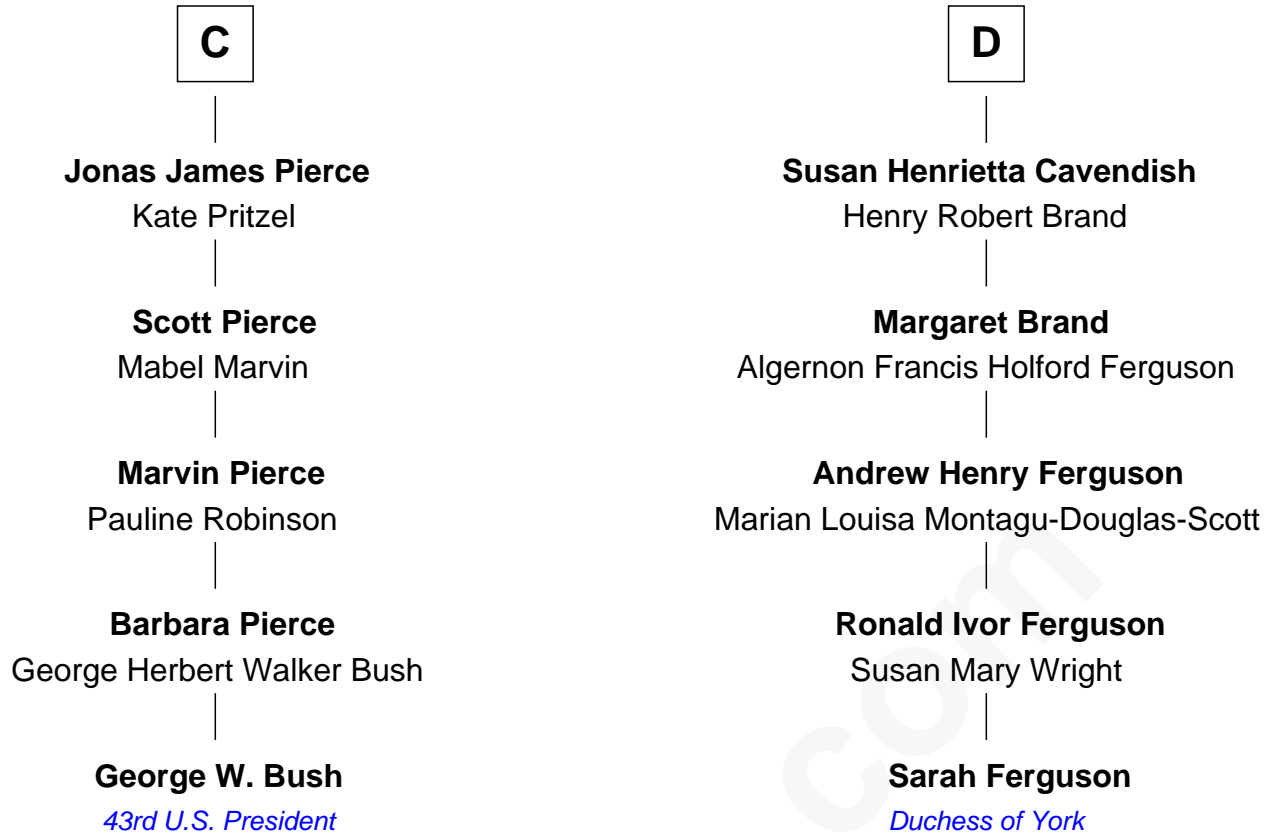 C
Jonas James Pierce
Kate Pritzel
Scott Pierce
Mabel Marvin
Marvin Pierce
Pauline Robinson
Barbara Pierce
George Herbert Walker Bush
George W. Bush
43rd U.S. President
D
Susan Henrietta Cavendish
Henry Robert Brand
Margaret Brand
Algernon Francis Holford Ferguson
Andrew Henry Ferguson
Marian Louisa Montagu-Douglas-Scott
Ronald Ivor Ferguson
Susan Mary Wright
Sarah Ferguson
Duchess of York
com